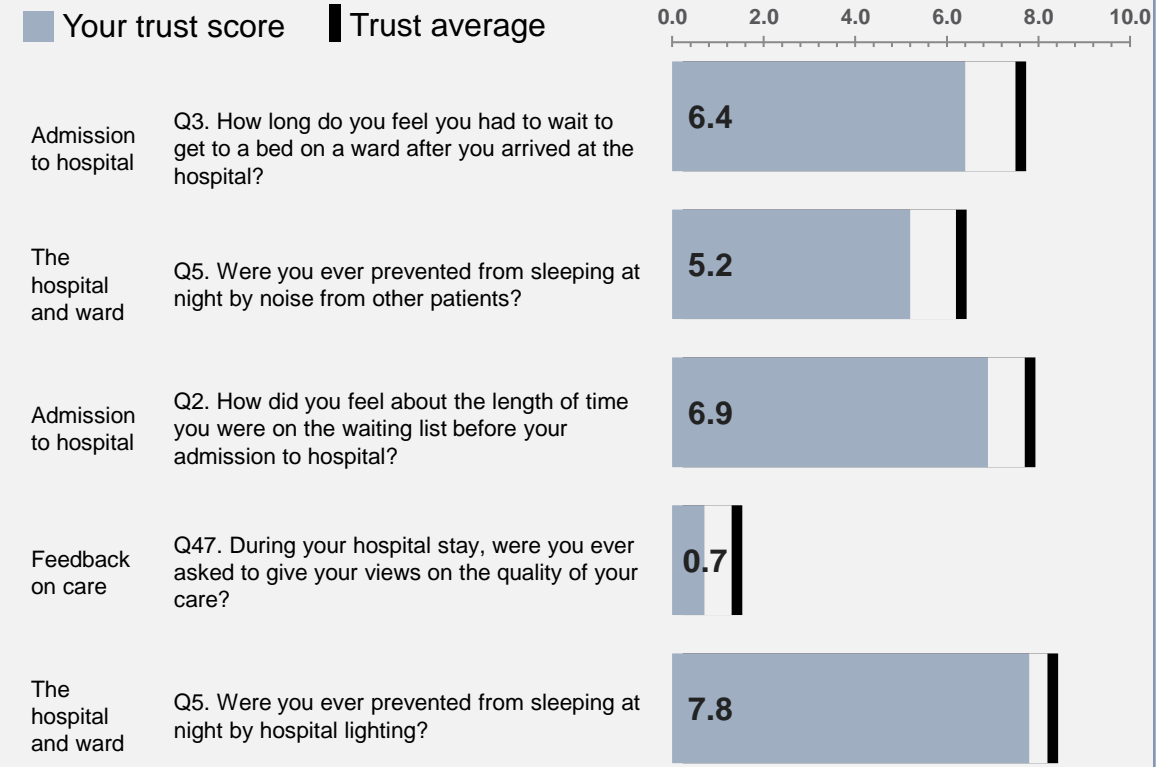 Your trust score
Trust average
0.0 2.0 4.0 6.0 8.0 10.0
Admission
to hospital
Q3. How long do you feel you had to wait to
get to a bed on a ward after you arrived at the
hospital?
6.4
The
hospital
and ward
Q5. Were you ever prevented from sleeping at
night by noise from other patients?
5.2
Admission
to hospital
Q2. How did you feel about the length of time
you were on the waiting list before your
admission to hospital?
6.9
Feedback
on care
Q47. During your hospital stay, were you ever
asked to give your views on the quality of your
care?
0.7
The
hospital
and ward
Q5. Were you ever prevented from sleeping at
night by hospital lighting?
7.8